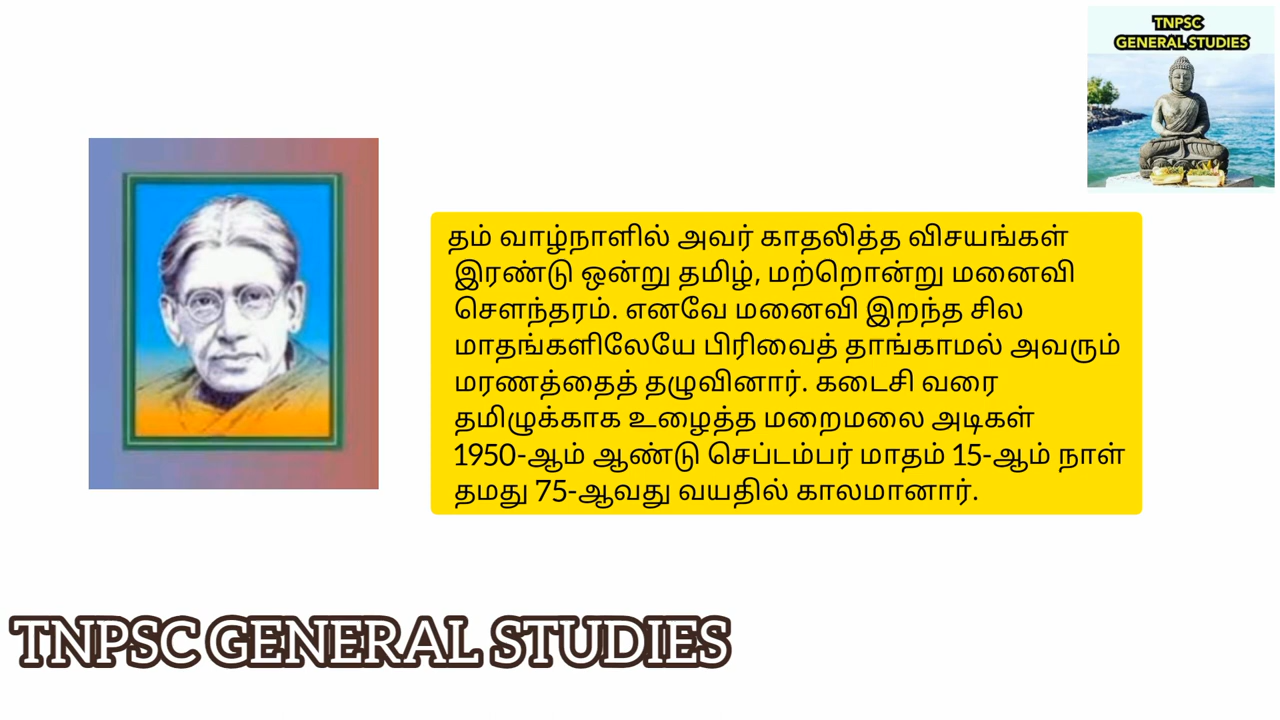 TNPSC
GENERAL STUDIES
தம் வாழ்நாளில் அவர் காதலித்த விசயங்கள்
இரண்டு ஒன்று தமிழ், மற்றொன்று மனைவி
சௌந்தரம். எனவே மனைவி இறந்த சில
மாதங்களிலேயே பிரிவைத் தாங்காமல் அவரும்
மரணத்தைத் தழுவினார். கடைசி வரை
தமிழுக்காக உழைத்த மறைமலை அடிகள்
1950-ஆம் ஆண்டு செப்டம்பர் மாதம் 15-ஆம் நாள்
தமது 75-ஆவது வயதில் காலமானார்.
TNPSC GENERAL STUDIES